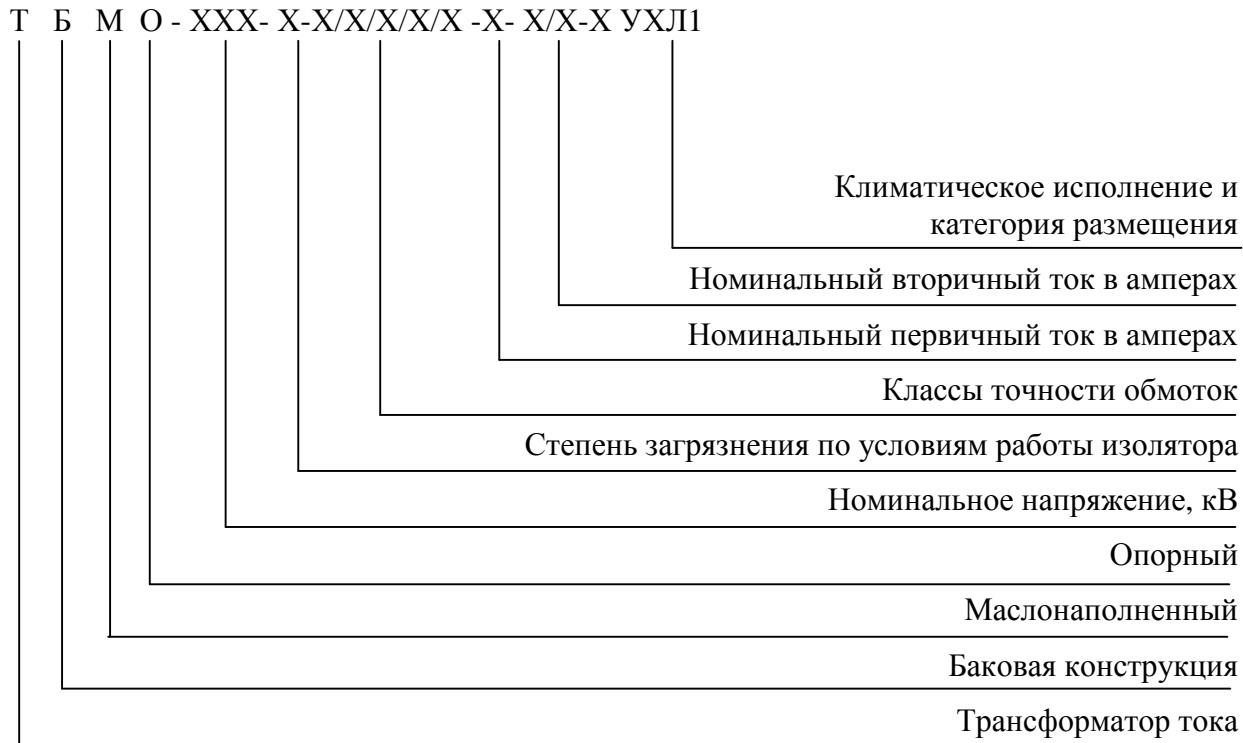 Т Б М О - ХХХ- Х-Х/Х/Х/Х/Х -Х- Х/Х-Х УХЛ1
Климатическое исполнение и
категория размещения
Номинальный вторичный ток в амперах
Номинальный первичный ток в амперах
Классы точности обмоток
Степень загрязнения по условиям работы изолятора
Номинальное напряжение, кВ
Опорный
Маслонаполненный
Баковая конструкция
Трансформатор тока